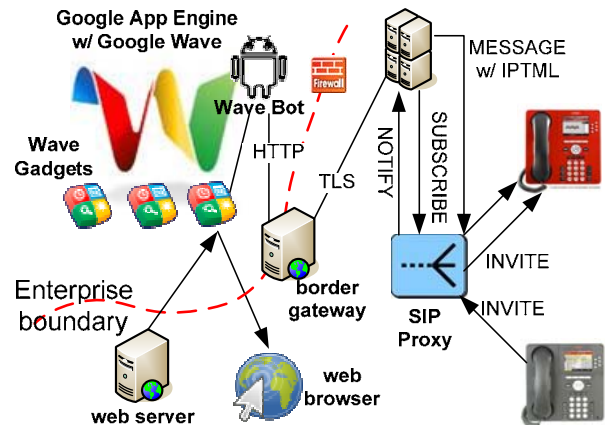 Google App Engine
w/ Google Wave
Wave Bot
Firewall
MESSAGE
w/ IPTML
Wave
Gadgets
HTTP
TLS
NOTIFY
SUBSCRIBE
INVITE
INVITE
SIP
Proxy
border
gateway
Enterprise
boundary
web server
web
browser